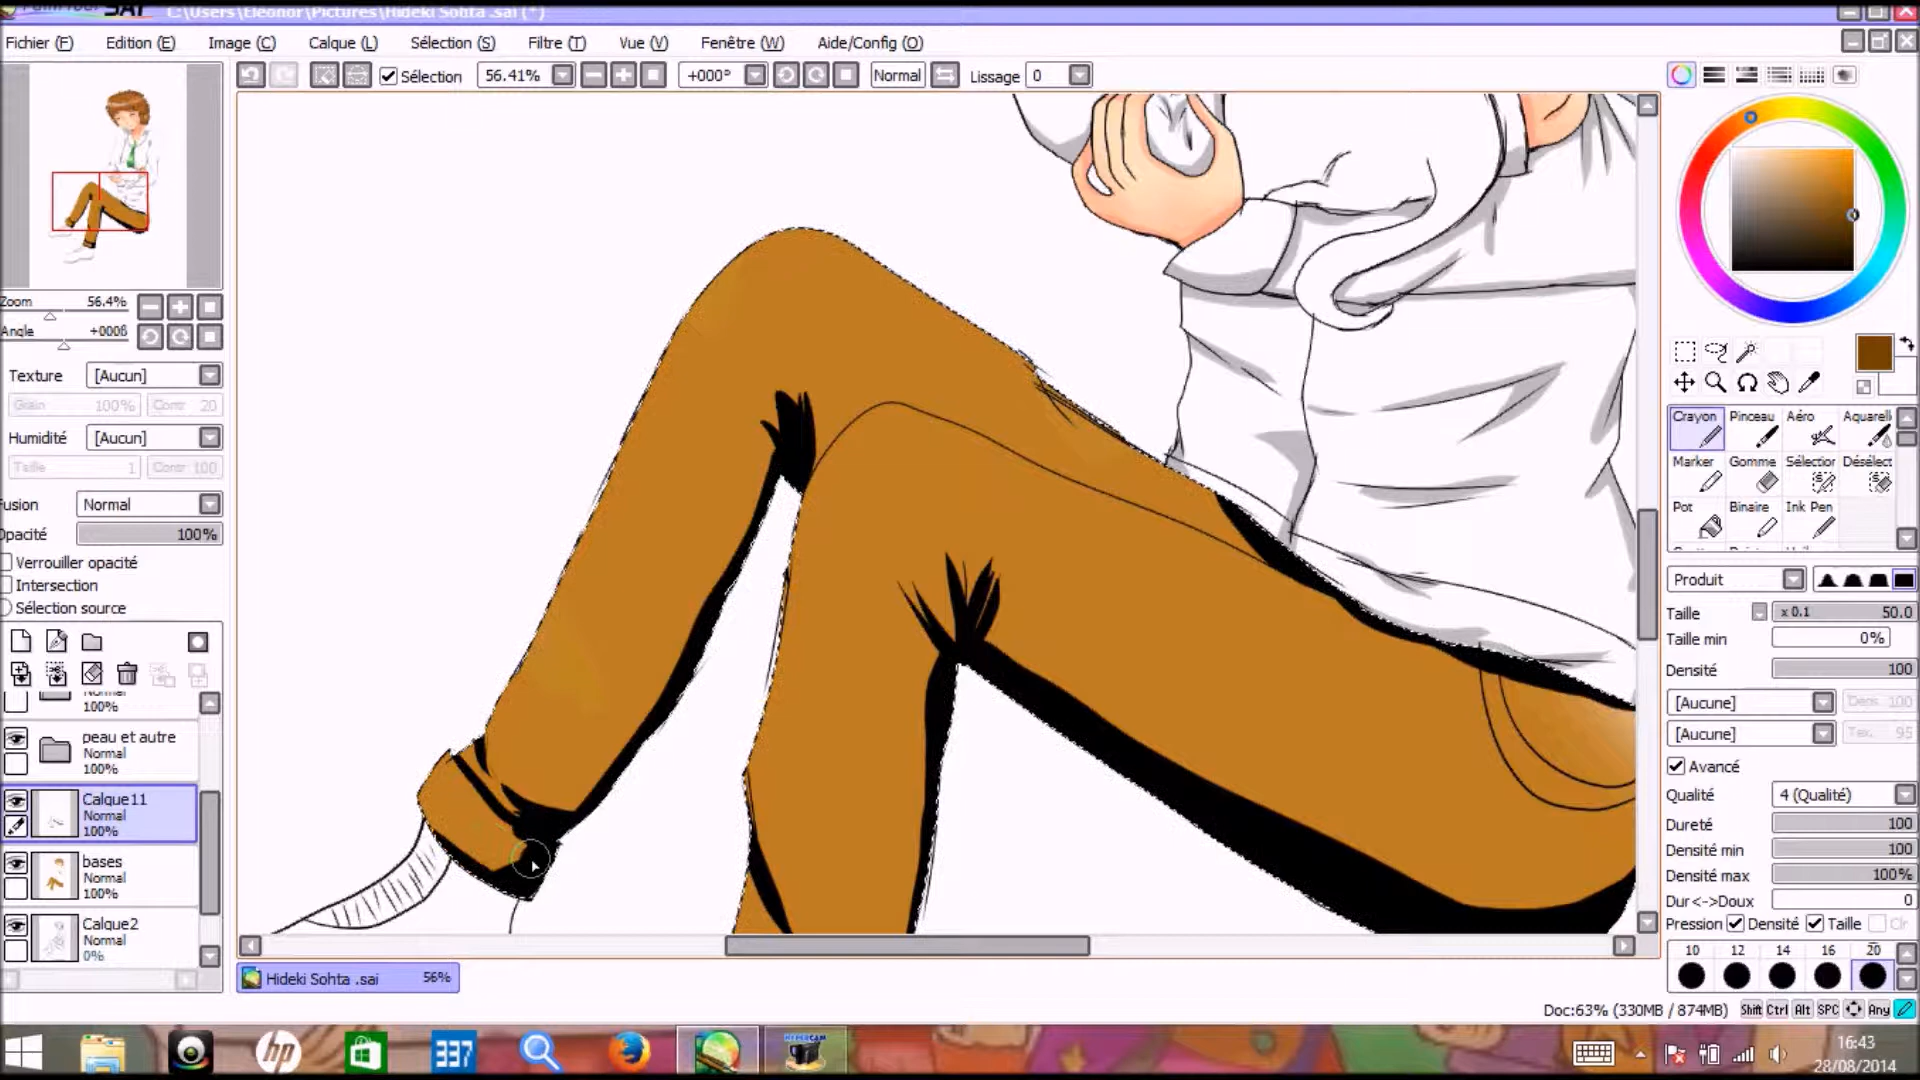 C:\Users\Eleonor\Pictures\Hideki Sohta .sai (*)
Fichier (F) Edition (E) Image (C) Calque (L) Sélection (S) Filtre (T) Vue (V) Fenêtre (W) Aide/Config (O)
Sélection 56.41% +000° Normal Lissage 0
Zoom 56.4%
Angle +000ß
Texture [Aucun]
Grain 100% Contr 20
Humidité [Aucun]
Taille 1 Contr 100
Fusion Normal
Opacité 100%
Verrouiller opacité
Intersection
Sélection source
Normal
100%
peau et autre
Normal
100%
Calque11
Normal
100%
bases
Normal
100%
Calque2
Normal
0%
Crayon Pinceau Aéro Aquarell
Marker Gomme Sélection Désélect
Pot Binaire Ink Pen
Produit
Taille x 0.1 50.0
Taille min 0%
Densité 100
[Aucune] Dens 100
[Aucune] Tex. 95
Avancé
Qualité 4 (Qualité)
Dureté 100
Densité min 100
Densité max 100%
Dur<->Doux 0
Pression Densité Taille Clr
10 12 14 16 20
Hideki Sohta .sai 56%
Doc:63% (330MB / 874MB) Shift Ctrl Alt SPC Any
hp
337
HYPERCAM
16:43
28/08/2014